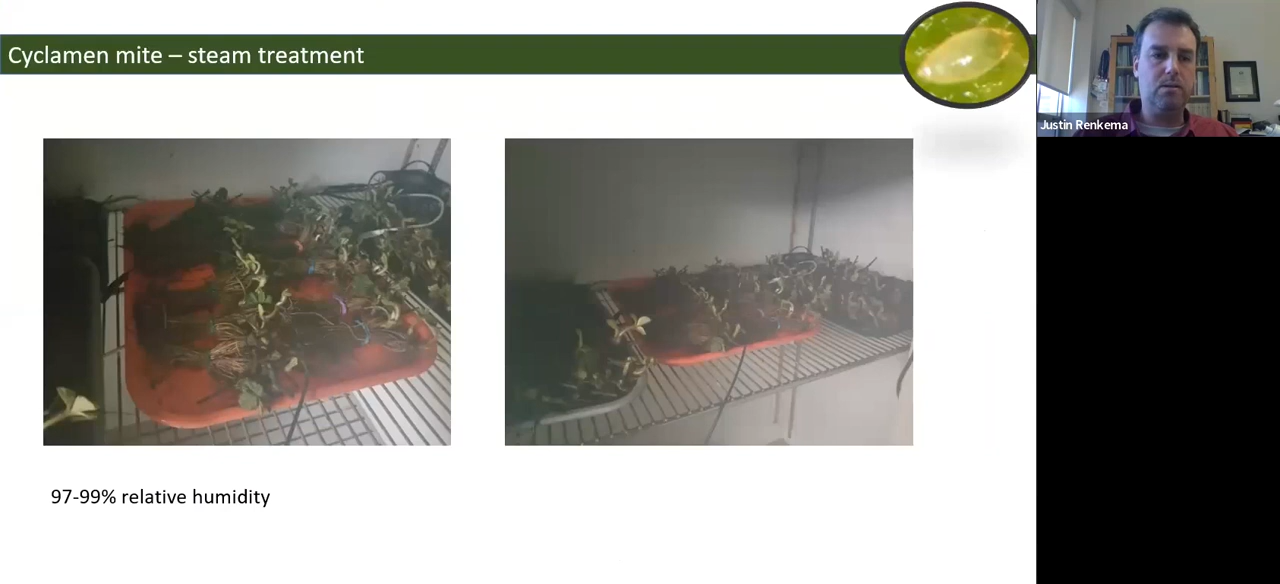 Cyclamen mite – steam treatment
Justin Renkema
97-99% relative humidity